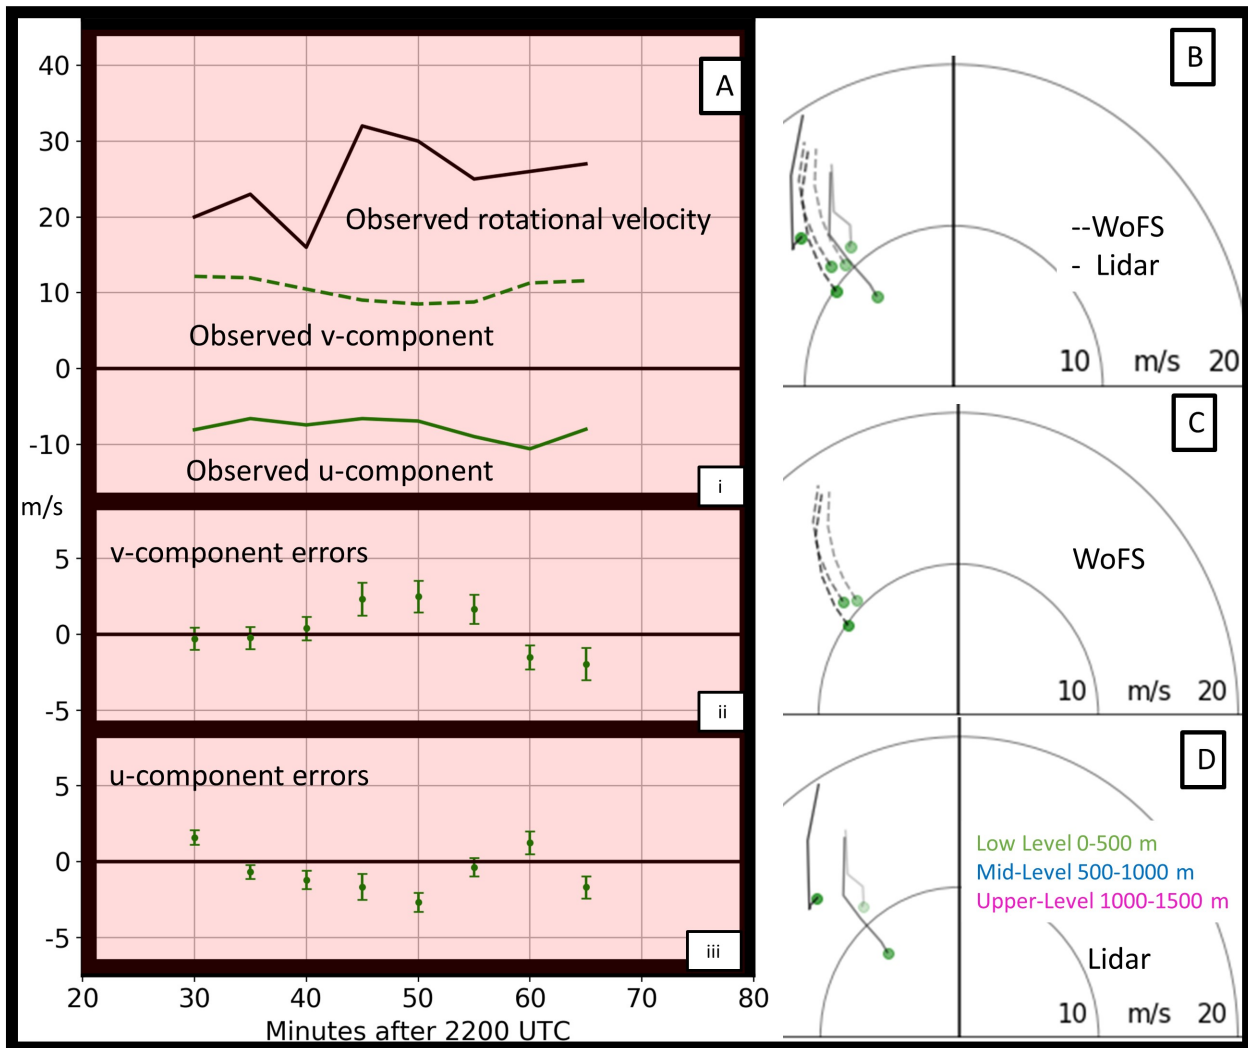 A
40
30
Observed rotational velocity
20
10
Observed v-component
0
-10
Observed u-component
i
m/s
v-component errors
5
0
-5
ii
u-component errors
5
0
-5
iii
20 30 40 50 60 70 80
Minutes after 2200 UTC
B
--WoFS
- Lidar
10 m/s 20
C
WoFS
10 m/s 20
D
Low Level 0-500 m
Mid-Level 500-1000 m
Upper-Level 1000-1500 m
Lidar
10 m/s 20